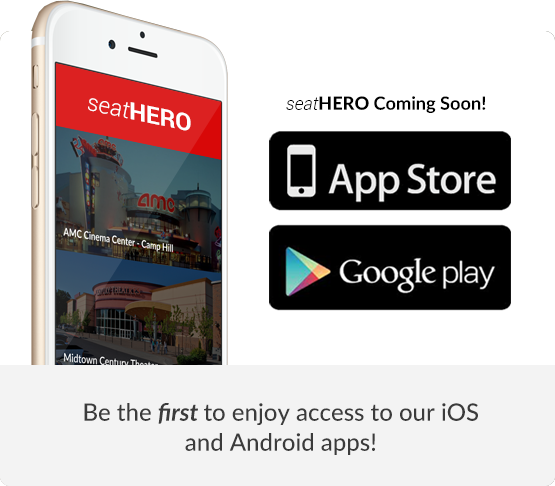 seatHERO
amc
AMC Cinema Center - Camp Hill
Midtown Century Theater
seatHERO Coming Soon!
App Store
Google play
Be the first to enjoy access to our iOS
and Android apps!